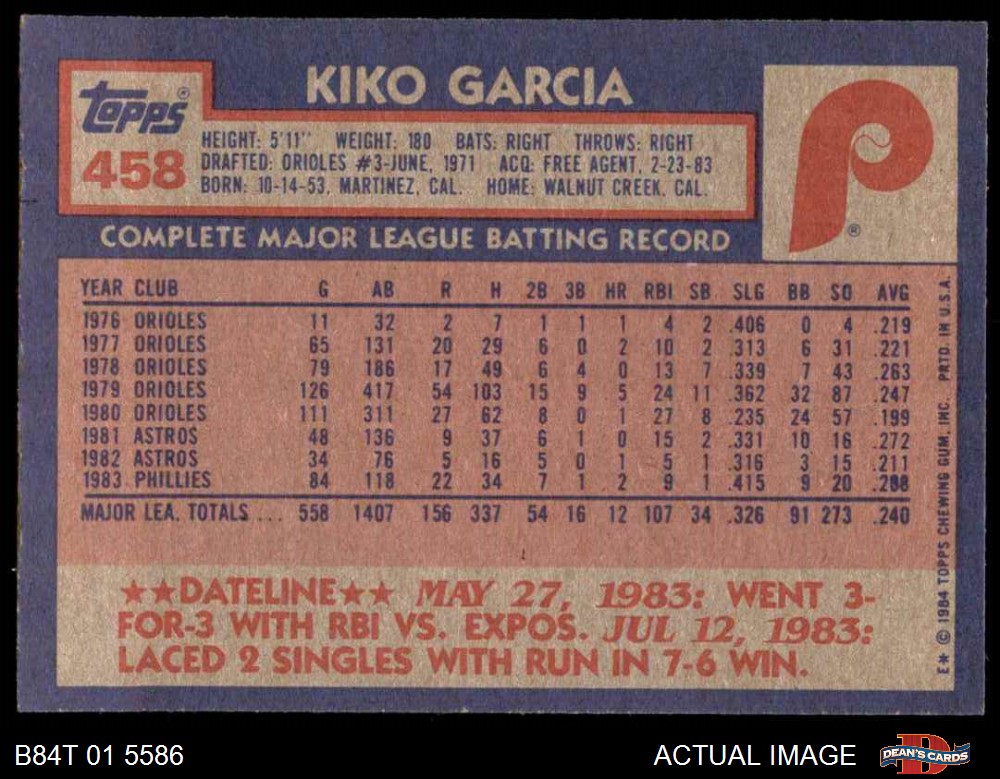 topps®
458
KIKO GARCIA
HEIGHT: 5'11" WEIGHT: 180 BATS: RIGHT THROWS: RIGHT
DRAFTED: ORIOLES #3-JUNE, 1971 ACQ: FREE AGENT, 2-23-83
BORN: 10-14-53, MARTINEZ, CAL. HOME: WALNUT CREEK, CAL.
P ®
COMPLETE MAJOR LEAGUE BATTING RECORD
YEAR CLUB G AB R H 2B 3B HR RBI SB SLG BB SO AVG
1976 ORIOLES 11 32 2 7 1 1 1 4 2 .406 0 4 .219
1977 ORIOLES 65 131 20 29 6 0 2 10 2 .313 6 31 .221
1978 ORIOLES 79 186 17 49 6 4 0 13 7 .339 7 43 .263
1979 ORIOLES 126 417 54 103 15 9 5 24 11 .362 32 87 .247
1980 ORIOLES 111 311 27 62 8 0 1 27 8 .235 24 57 .199
1981 ASTROS 48 136 9 37 6 1 0 15 2 .331 10 16 .272
1982 ASTROS 34 76 5 16 5 0 1 5 1 .316 3 15 .211
1983 PHILLIES 84 118 22 34 7 1 2 9 1 .415 9 20 .288
MAJOR LEA. TOTALS ... 558 1407 156 337 54 16 12 107 34 .326 91 273 .240
★★DATELINE★★ MAY 27, 1983: WENT 3-
FOR-3 WITH RBI VS. EXPOS. JUL 12, 1983:
LACED 2 SINGLES WITH RUN IN 7-6 WIN.
E* © 1984 TOPPS CHEWING GUM, INC. PRTD. IN U.S.A.
B84T 01 5586
ACTUAL IMAGE
DEAN'S CARDS